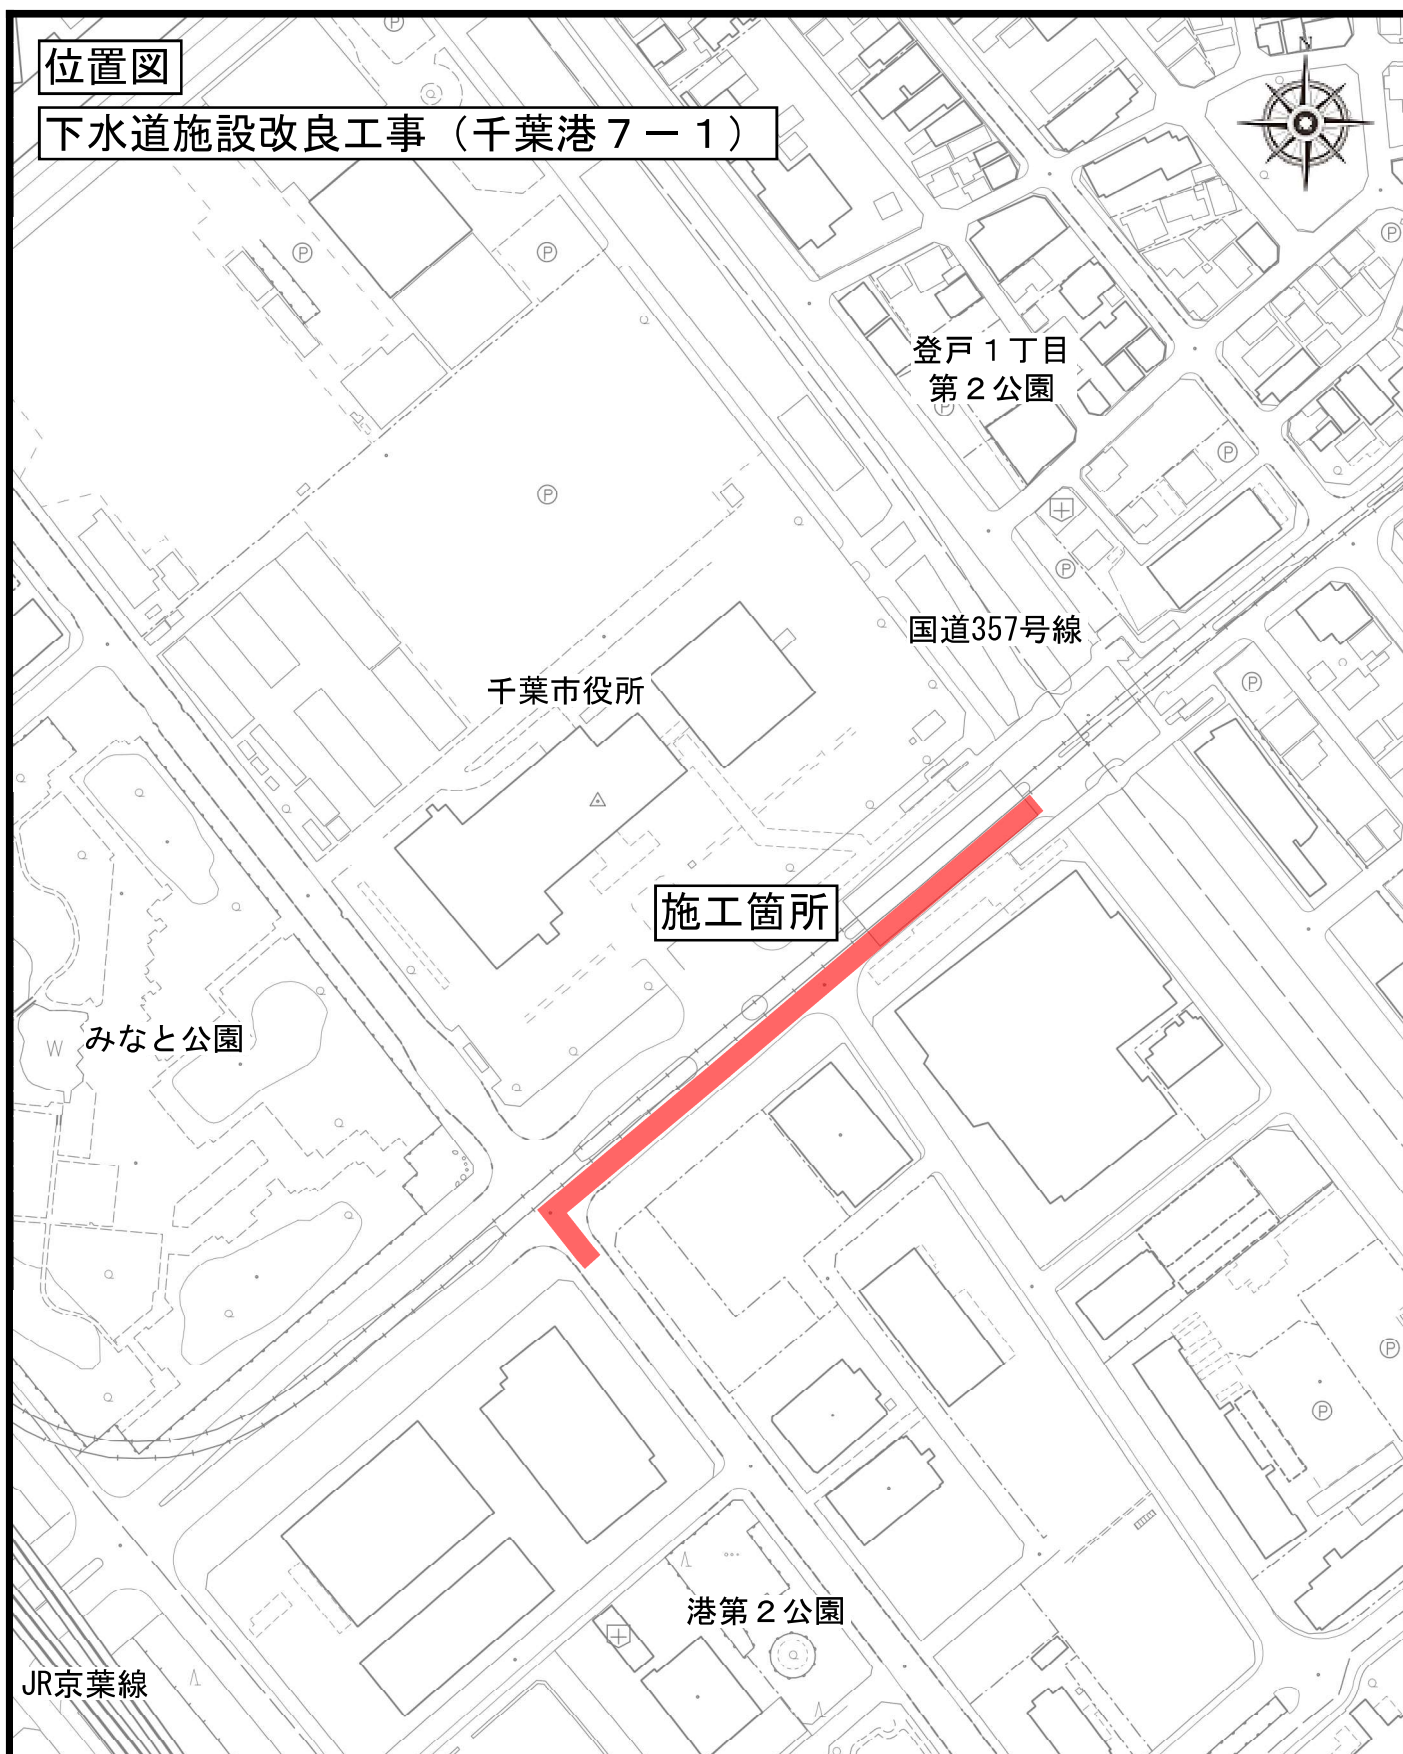 位置図
N
下水道施設改良工事（千葉港７－１）
登戸１丁目
第２公園
国道357号線
千葉市役所
施工箇所
みなと公園
W
港第２公園
JR京葉線